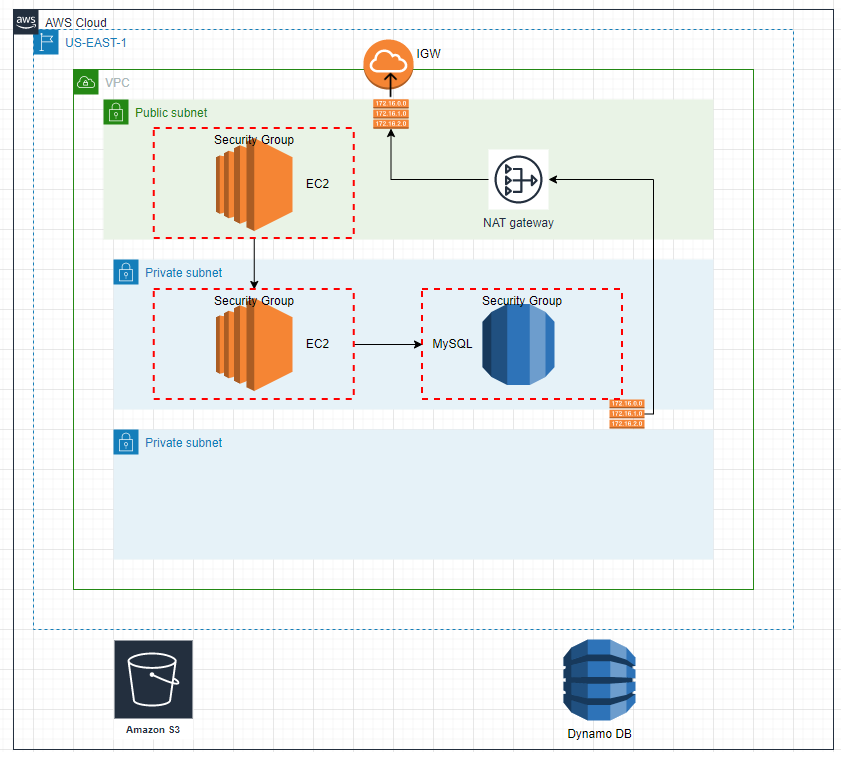 aws
AWS Cloud
US-EAST-1
IGW
VPC
172.16.0.0
172.16.1.0
172.16.2.0
Public subnet
Security Group
EC2
NAT gateway
Private subnet
Security Group
EC2
Security Group
MySQL
172.16.0.0
172.16.1.0
172.16.2.0
Private subnet
Amazon S3
Dynamo DB